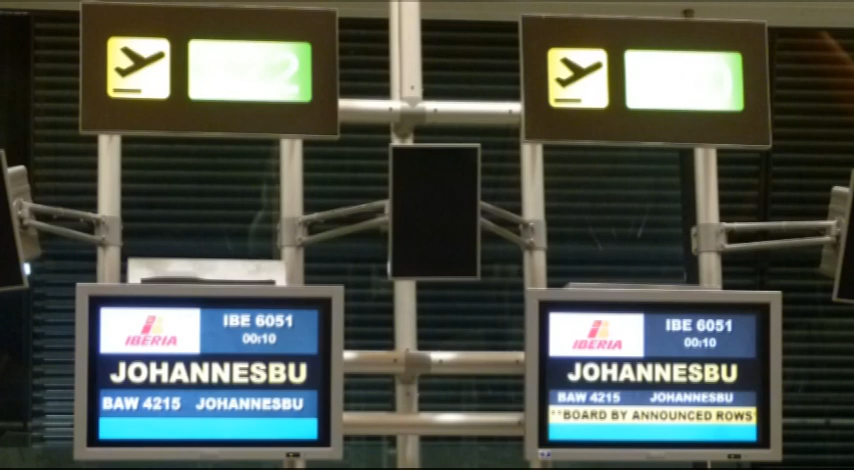 IBERIA
IBE 6051
00:10
JOHANNESBU
BAW 4215 JOHANNESBU
IBERIA
IBE 6051
00:10
JOHANNESBU
BAW 4215 JOHANNESBU
**BOARD BY ANNOUNCED ROWS*